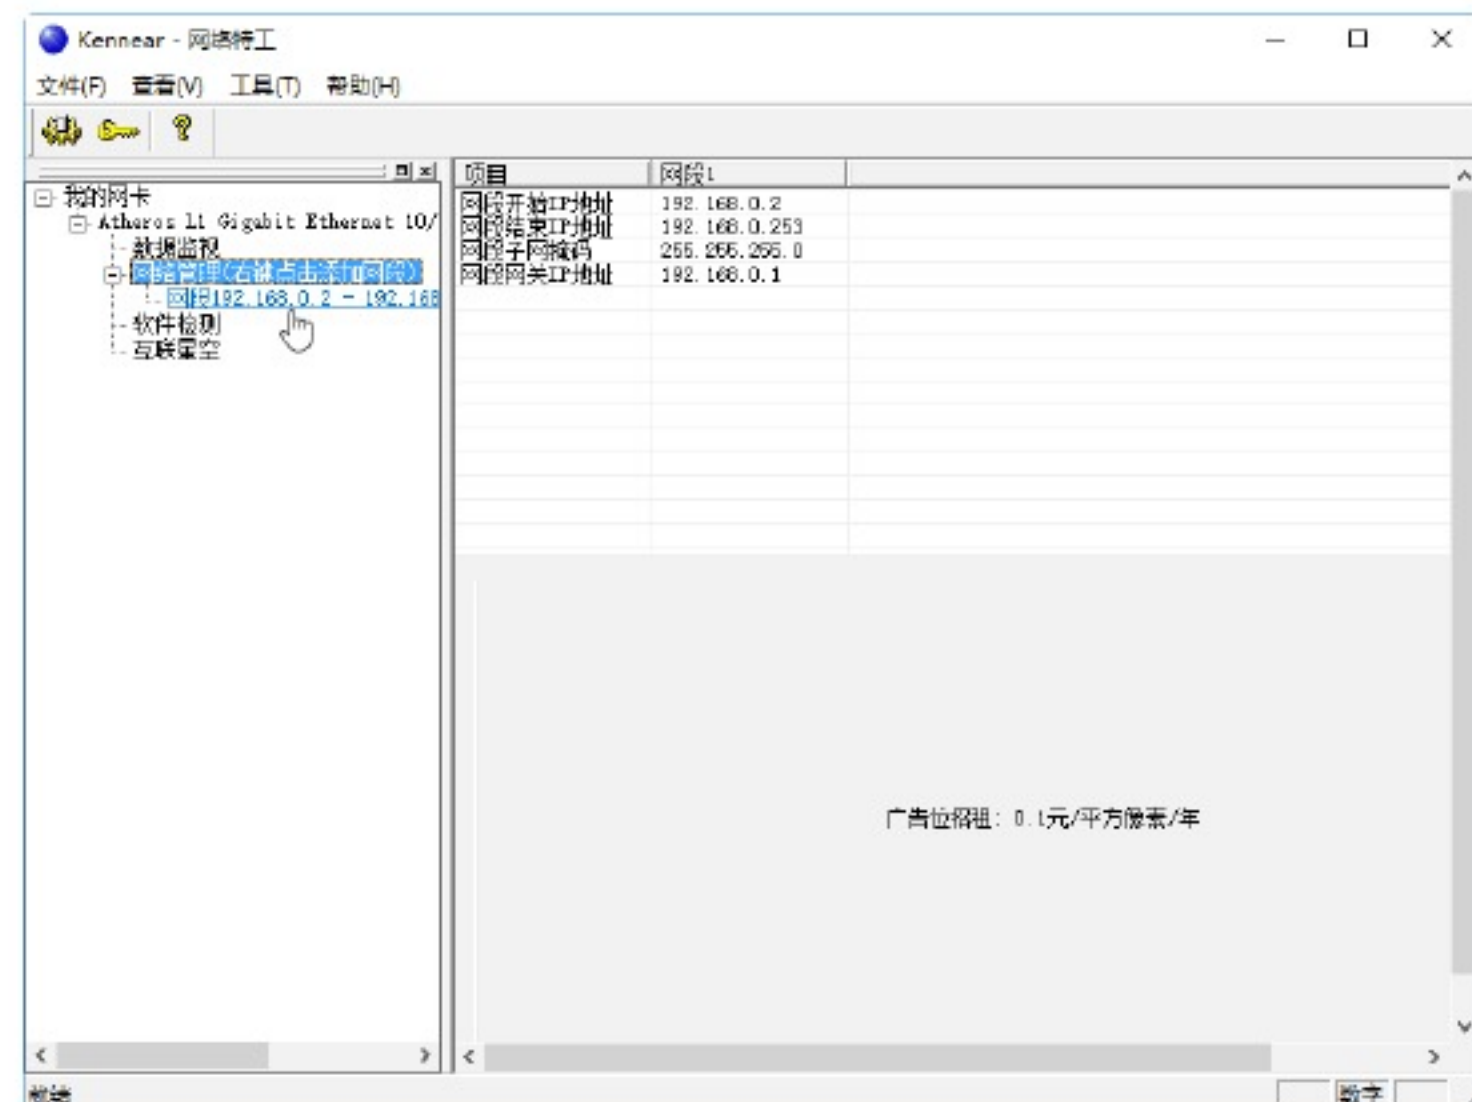 Kennear - 网络特工
文件(F) 查看(V) 工具(T) 帮助(H)
我的网卡
Atheros L1 Gigabit Ethernet 10/
数据监视
网络管理(右键点击添加网段)
网段192.168.0.2 - 192.168
软件检测
互联星空
项目 网段1
网段开始IP地址 192.168.0.2
网段结束IP地址 192.168.0.253
网段子网掩码 255.255.255.0
网段网关IP地址 192.168.0.1
广告位招租: 0.1元/平方像素/年
就绪
数字